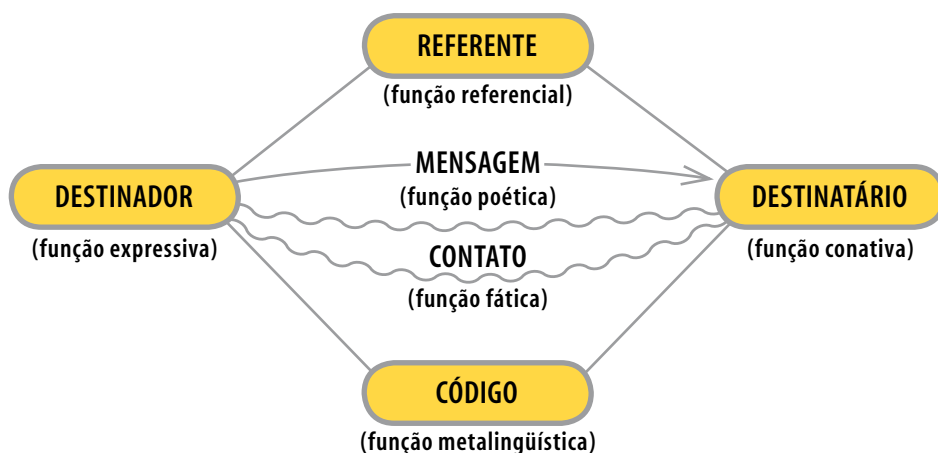 REFERENTE
(função referencial)
MENSAGEM
(função poética)
DESTINADOR
(função expressiva)
DESTINATÁRIO
(função conativa)
CONTATO
(função fática)
CÓDIGO
(função metalingüística)